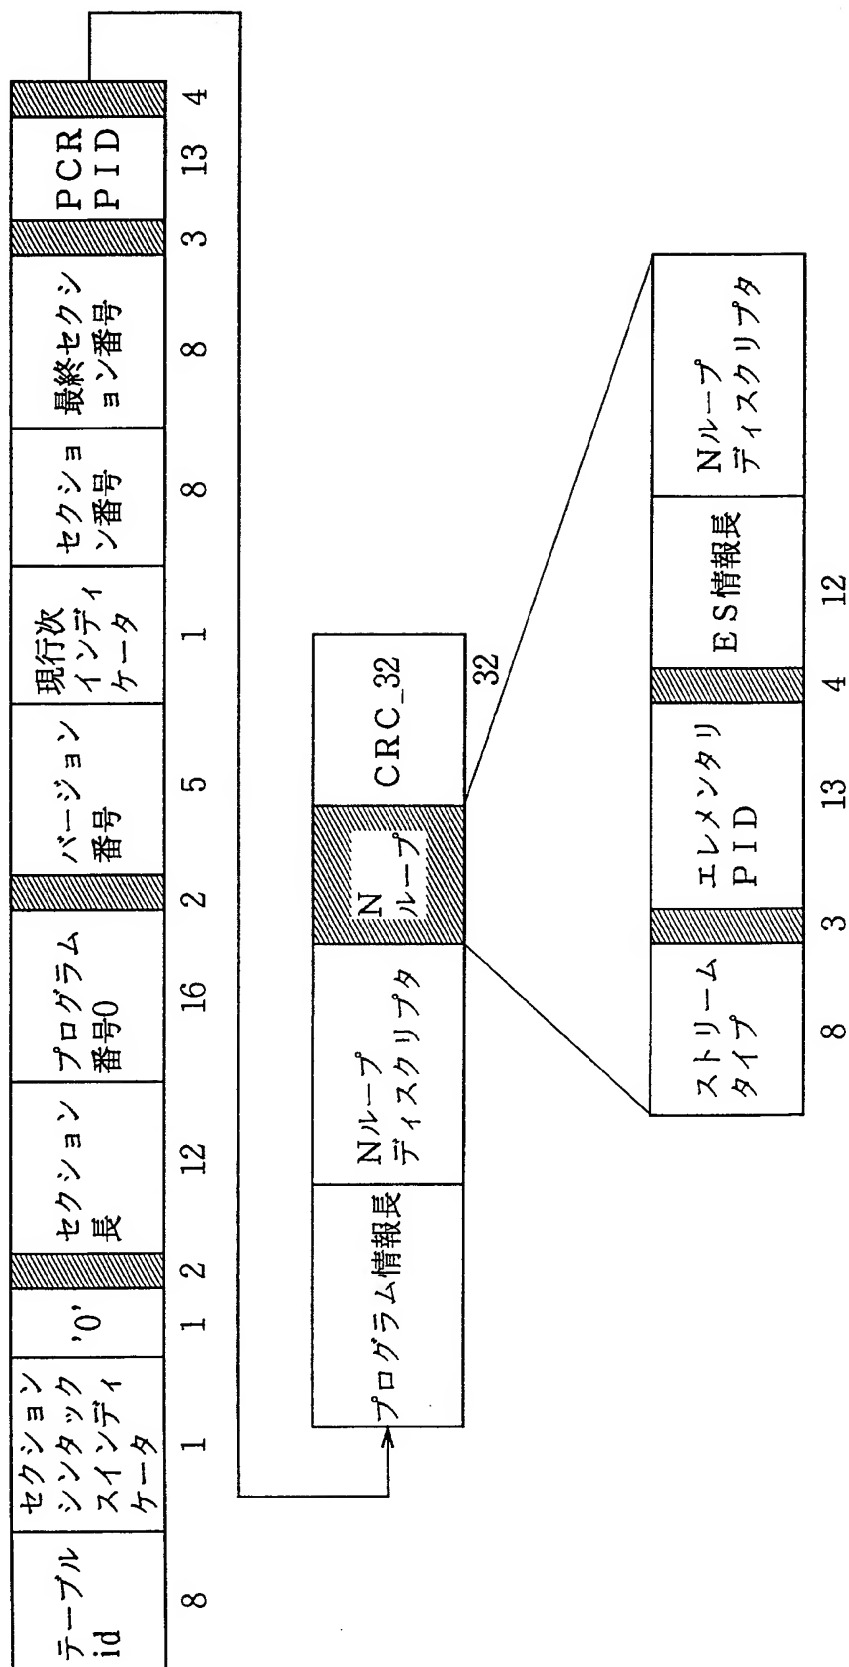 テーブル
id
8
セクション
シンタック
スインディ
ケータ
1
'0'
1
2
セクション
長
12
プログラム
番号0
16
2
バージョン
番号
5
現行次
インディ
ケータ
1
セクショ
ン番号
8
最終セクシ
ョン番号
8
3
PCR
PID
13
4
プログラム情報長
Nループ
ディスクリプタ
N
ループ
CRC_32
32
ストリーム
タイプ
8
3
エレメンタリ
PID
13
4
ES情報長
12
Nループ
ディスクリプタ